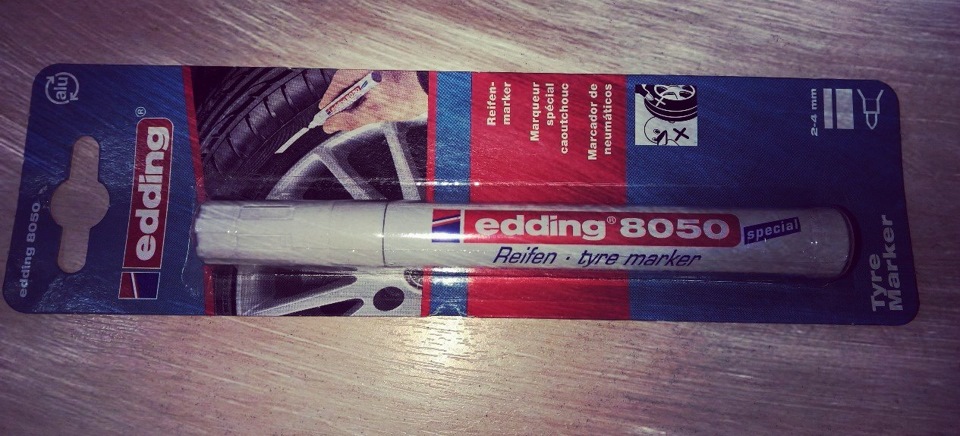 alu
edding 8050
edding®
edding
Reifen-
marker
Marqueur
spécial
caoutchouc
Marcador de
neumáticos
2-4 mm
Tyre
Marker
edding® 8050 special
Reifen · tyre marker